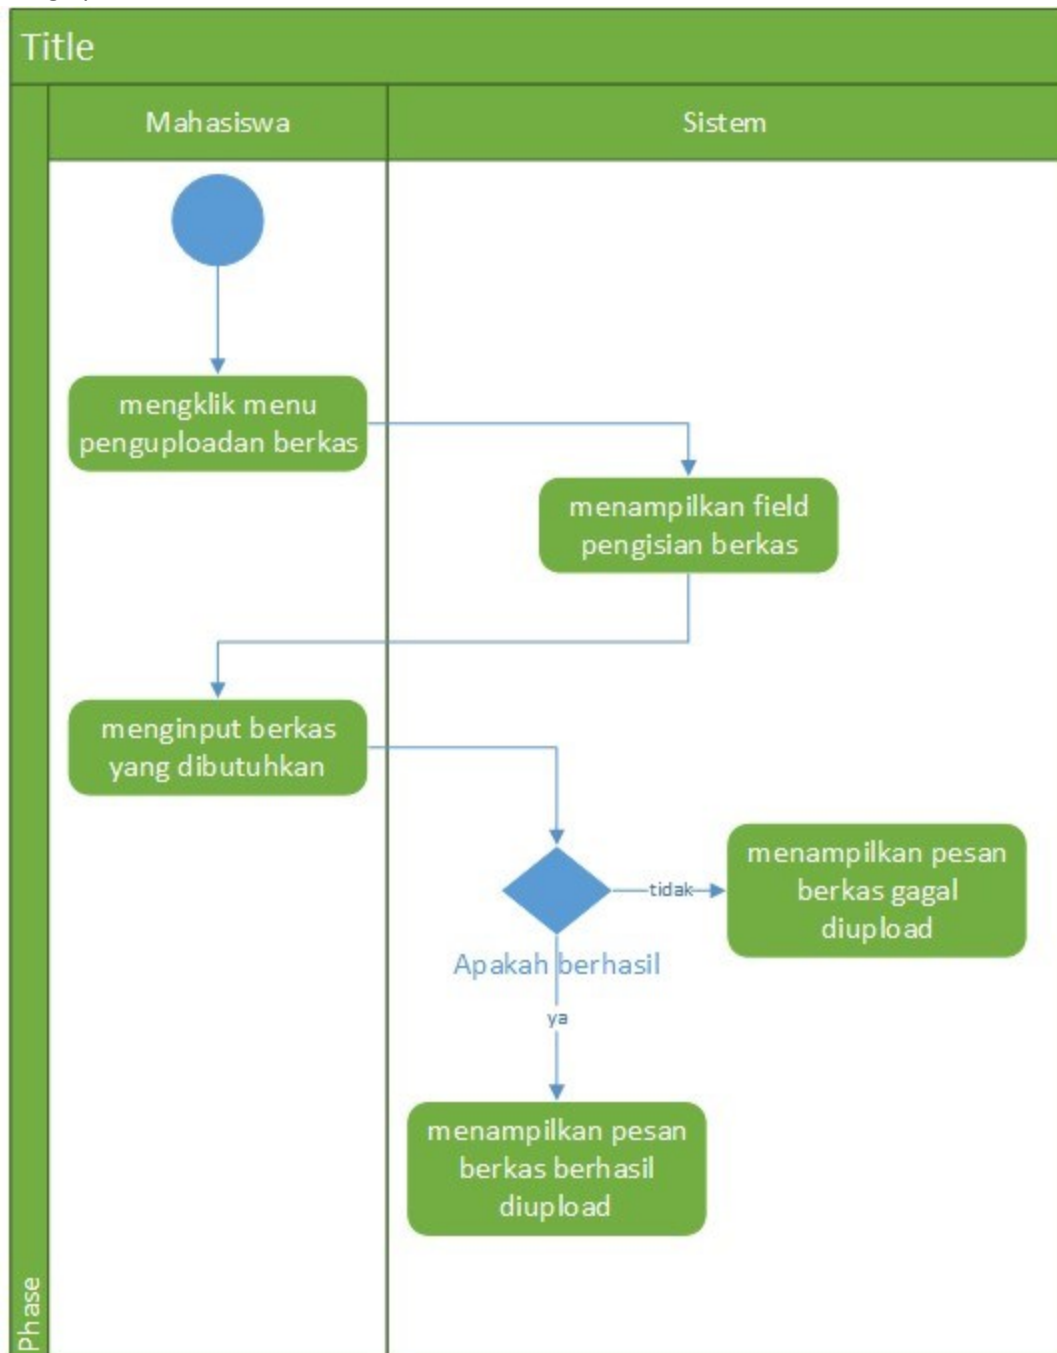 Title
Mahasiswa
Sistem
mengklik menu
penguploadan berkas
menampilkan field
pengisian berkas
menginput berkas
yang dibutuhkan
menampilkan pesan
berkas gagal
diupload
tidak
Apakah berhasil
ya
menampilkan pesan
berkas berhasil
diupload
Phase